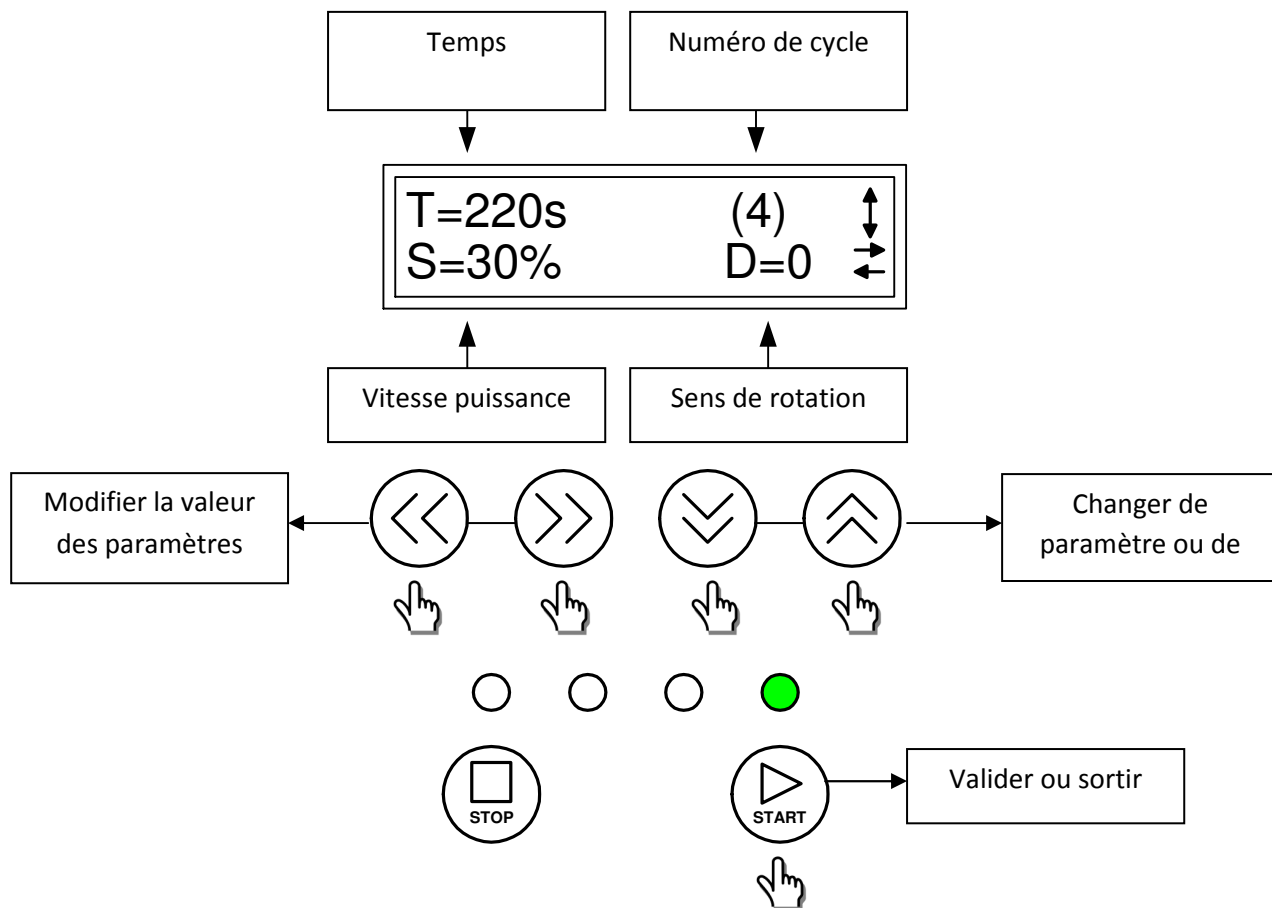 Temps
Numéro de cycle
T=220s (4)
S=30% D=0
Vitesse puissance
Sens de rotation
Modifier la valeur
des paramètres
Changer de
paramètre ou de
STOP
START
Valider ou sortir